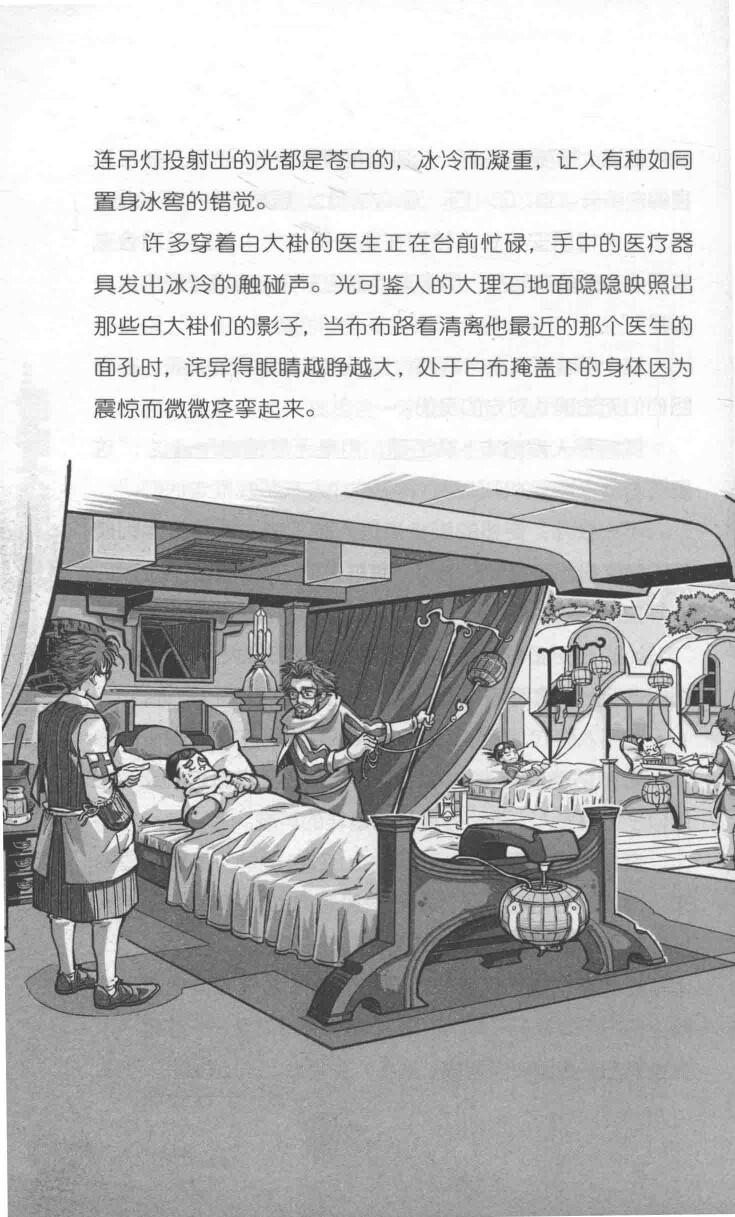 连吊灯投射出的光都是苍白的，冰冷而凝重，让人有种如同
置身冰窖的错觉。
许多穿着白大褂的医生正在台前忙碌，手中的医疗器
具发出冰冷的触碰声。光可鉴人的大理石地面隐隐映照出
那些白大褂们的影子，当布布路看清离他最近的那个医生的
面孔时，诧异得眼睛越睁越大，处于白布掩盖下的身体因为
震惊而微微痉挛起来。